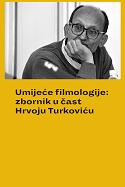 Umijeće filmologije:
zbornik u čast
Hrvoju Turkoviću